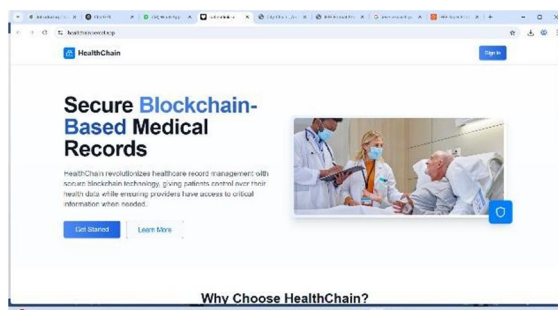 HealthChain
Sign In
Secure Blockchain-
Based Medical
Records
HealthChain revolutionizes healthcare record management with
secure blockchain technology, giving patients control over their
health data while ensuring providers have access to critical
information when needed.
Get Started
Learn More
Why Choose HealthChain?